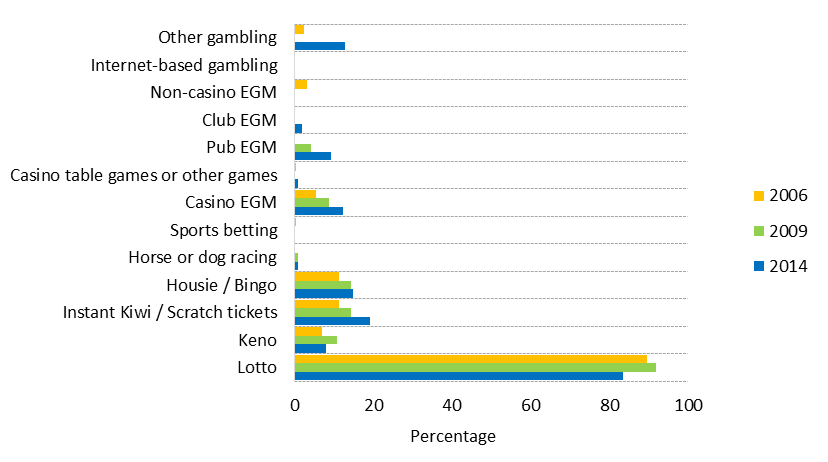 Other gambling
Internet-based gambling
Non-casino EGM
Club EGM
Pub EGM
Casino table games or other games
Casino EGM
Sports betting
Horse or dog racing
Housie / Bingo
Instant Kiwi / Scratch tickets
Keno
Lotto
0 20 40 60 80 100
Percentage
2006
2009
2014